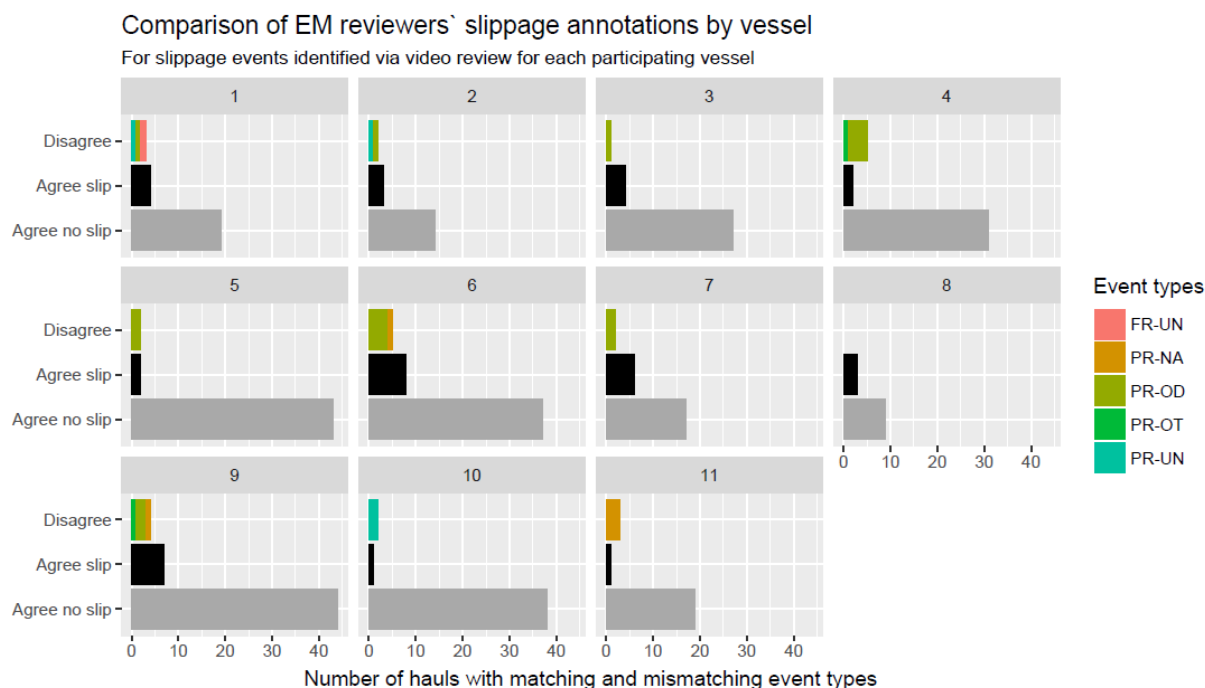 Comparison of EM reviewers` slippage annotations by vessel
For slippage events identified via video review for each participating vessel
1 2 3 4
Disagree
Agree slip
Agree no slip
5 6 7 8
Disagree
Agree slip
Agree no slip
0 10 20 30 40
9 10 11
Disagree
Agree slip
Agree no slip
0 10 20 30 40 0 10 20 30 40 0 10 20 30 40
Number of hauls with matching and mismatching event types
Event types
FR-UN
PR-NA
PR-OD
PR-OT
PR-UN